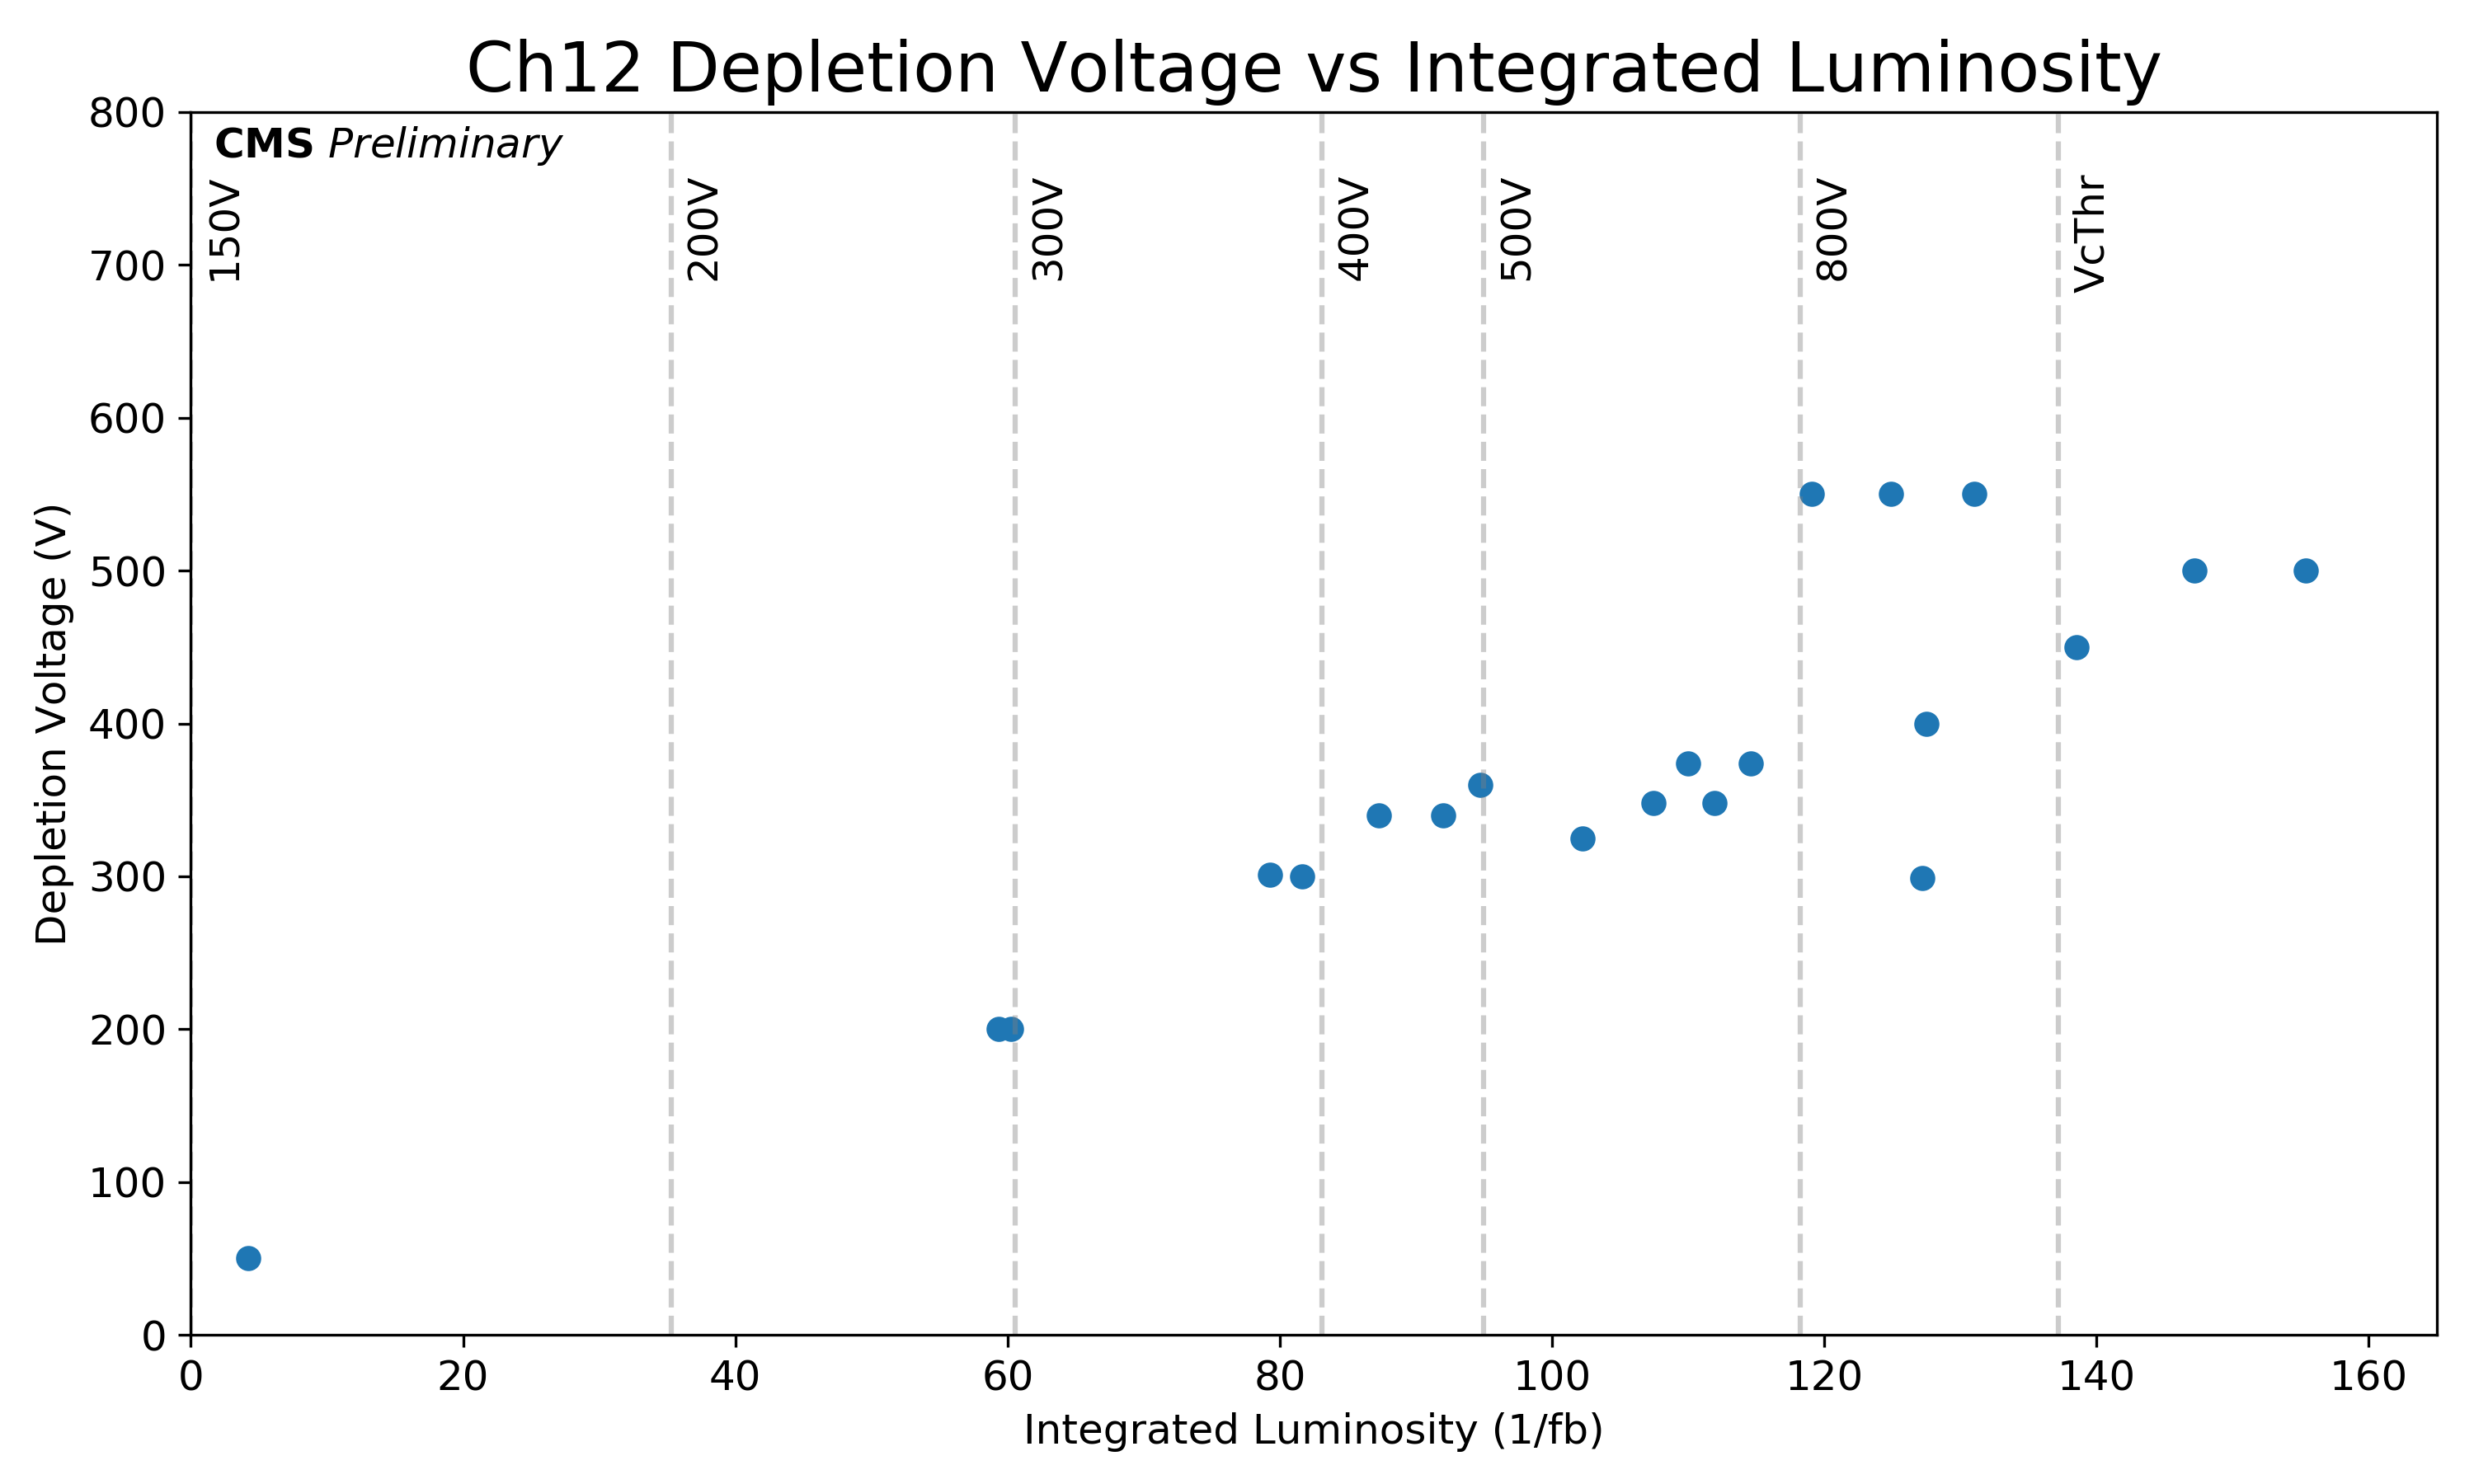 Ch12 Depletion Voltage vs Integrated Luminosity
CMS Preliminary
150V
200V
300V
400V
500V
800V
VcThr
800
700
600
500
400
300
200
100
0
Depletion Voltage (V)
0 20 40 60 80 100 120 140 160
Integrated Luminosity (1/fb)